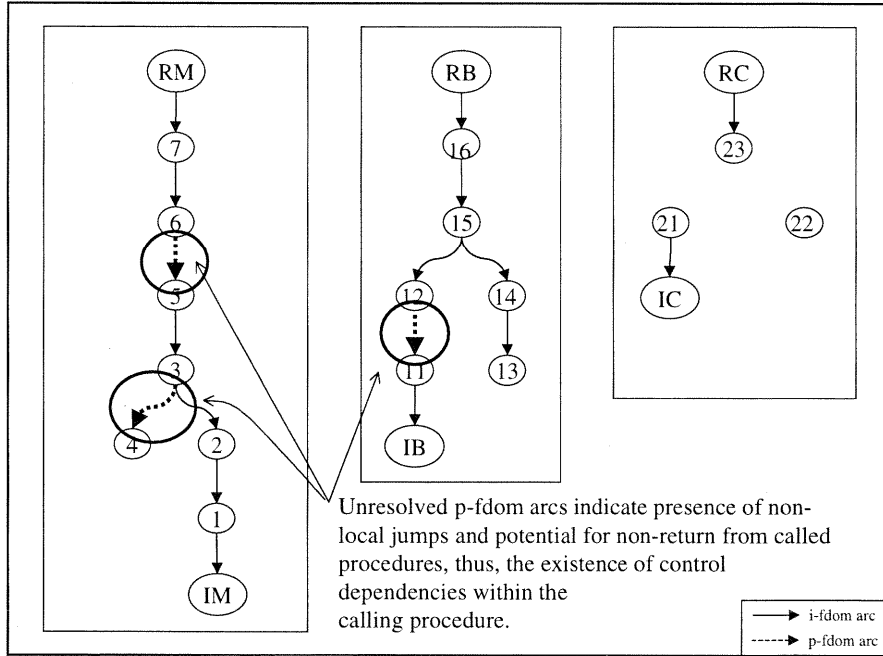 RM
7
6
5
3
4
2
1
IM
RB
16
15
12
14
11
13
IB
RC
23
21
22
IC
Unresolved p-fdom arcs indicate presence of non-
local jumps and potential for non-return from called
procedures, thus, the existence of control
dependencies within the
calling procedure.
i-fdom arc
p-fdom arc